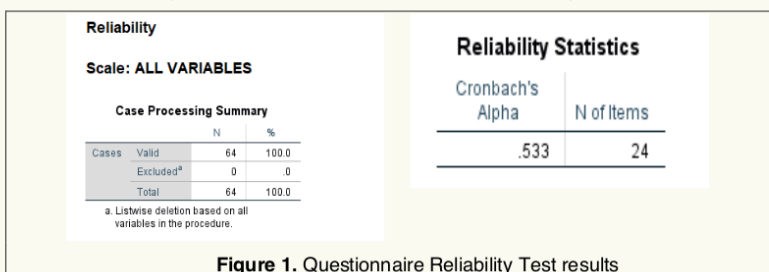 Reliability
Scale: ALL VARIABLES
Case Processing Summary
N %
Cases Valid 64 100.0
Excludedᵃ 0 .0
Total 64 100.0
a. Listwise deletion based on all
variables in the procedure.
Reliability Statistics
Cronbach's
Alpha N of Items
.533 24
Figure 1. Questionnaire Reliability Test results